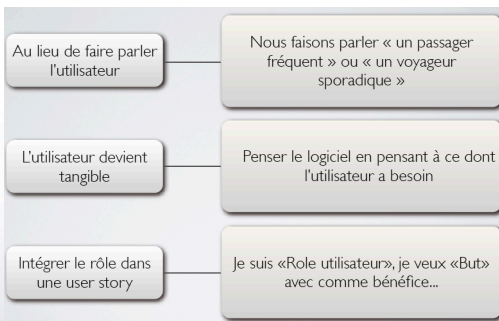 Au lieu de faire parler
l'utilisateur
Nous faisons parler « un passager
fréquent » ou « un voyageur
sporadique »
L'utilisateur devient
tangible
Penser le logiciel en pensant à ce dont
l'utilisateur a besoin
Intégrer le rôle dans
une user story
Je suis «Role utilisateur», je veux «But»
avec comme bénéfice...